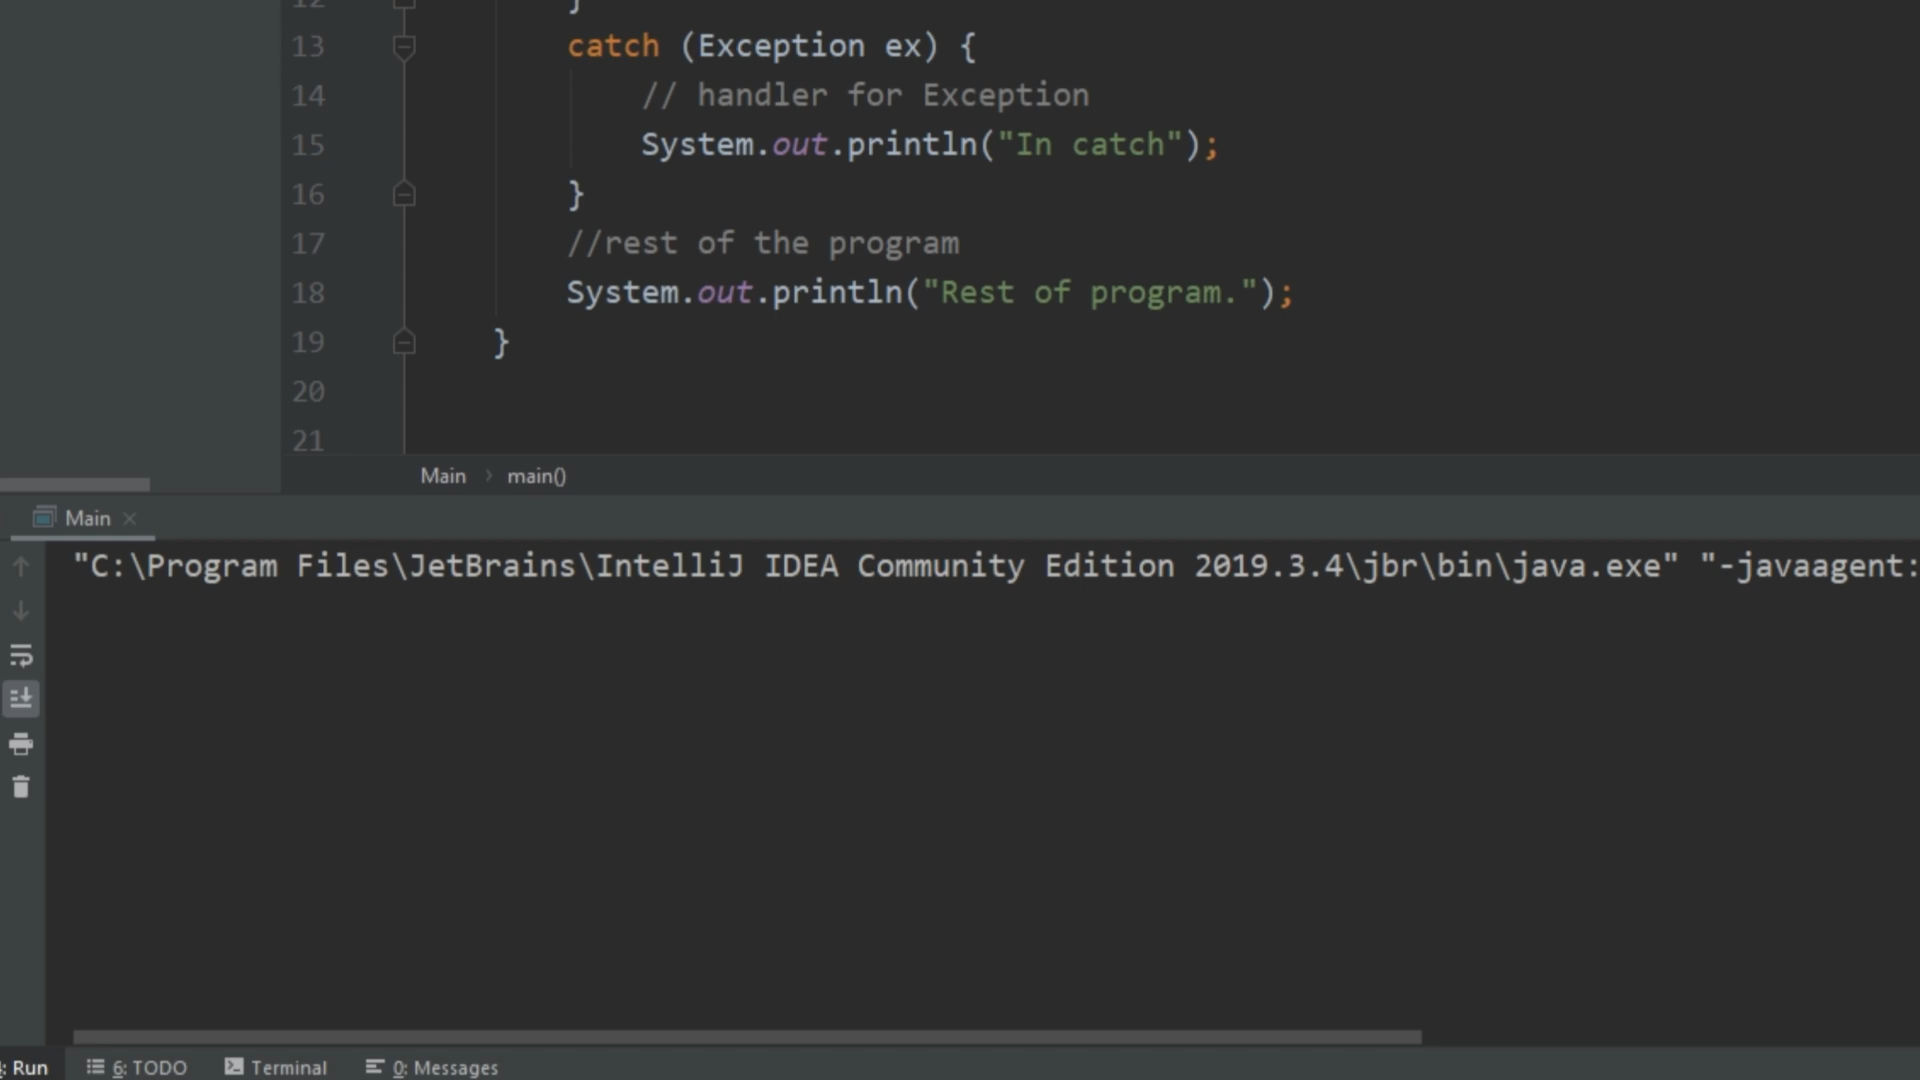 12 }
13 catch (Exception ex) {
14 // handler for Exception
15 System.out.println("In catch");
16 }
17 //rest of the program
18 System.out.println("Rest of program.");
19 }
20
21
Main › main()
Main ×
"C:\Program Files\JetBrains\IntelliJ IDEA Community Edition 2019.3.4\jbr\bin\java.exe" "-javaagent:
: Run 6: TODO Terminal 0: Messages